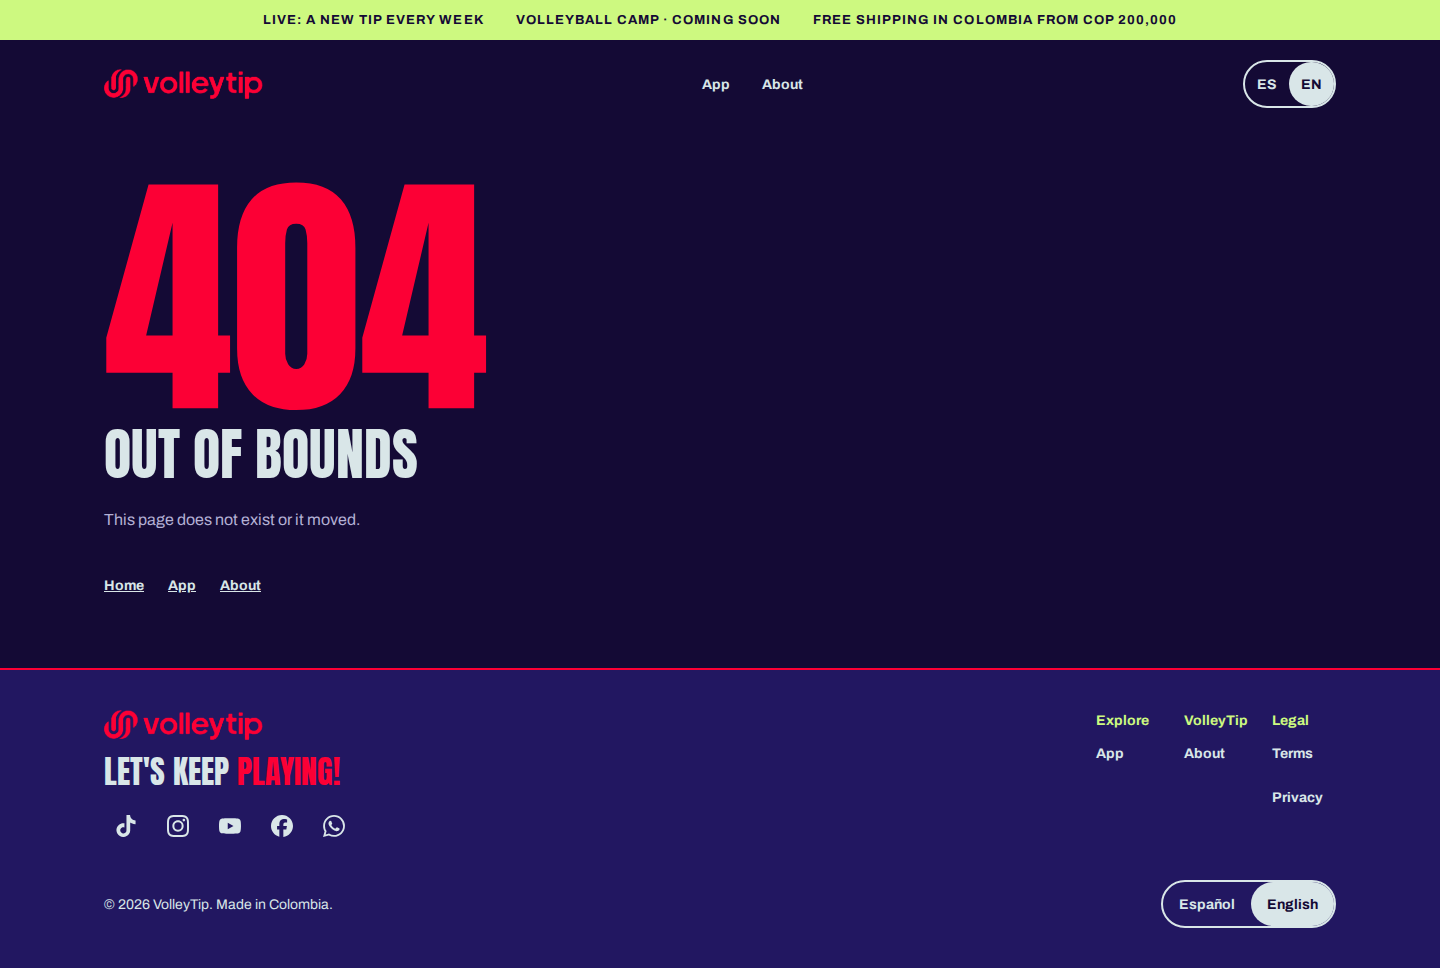 LIVE: A NEW TIP EVERY WEEK VOLLEYBALL CAMP · COMING SOON FREE SHIPPING IN COLOMBIA FROM COP 200,000
volleytip App About ES EN
404
OUT OF BOUNDS
This page does not exist or it moved.
Home App About
volleytip
LET'S KEEP PLAYING!
Explore VolleyTip Legal
App About Terms
Privacy
© 2026 VolleyTip. Made in Colombia.
Español English